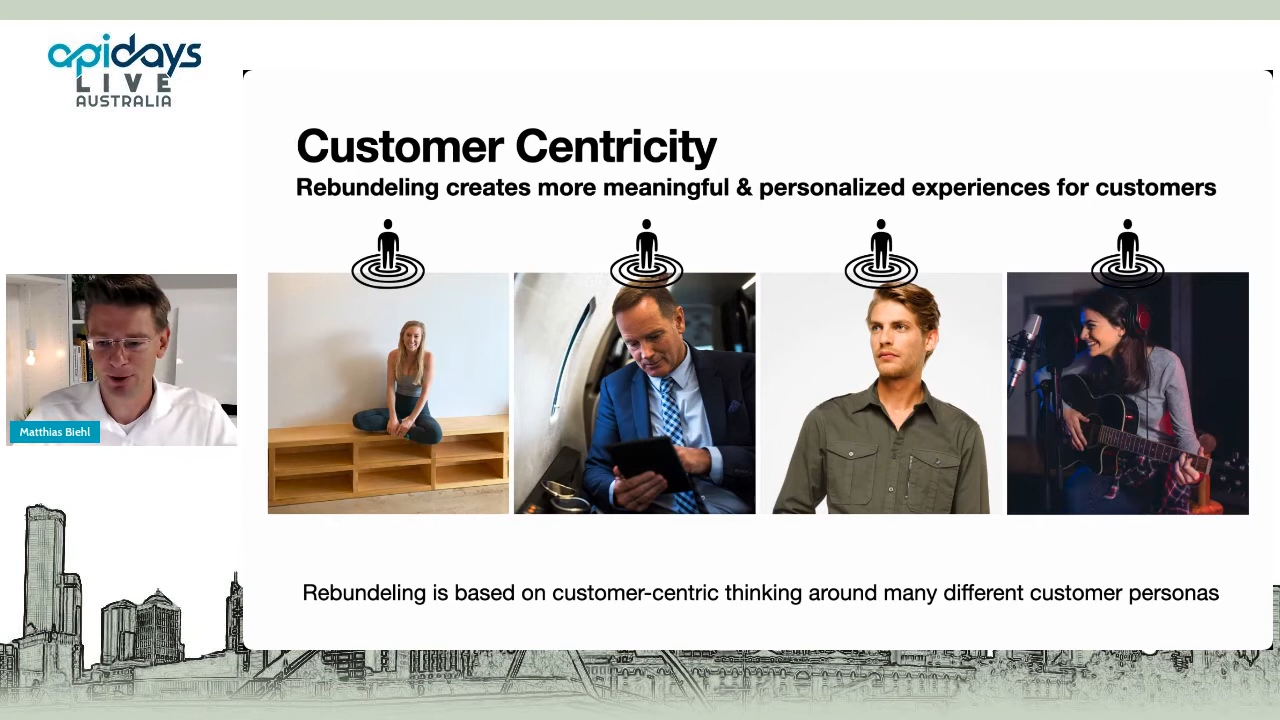 apidays
LIVE
AUSTRALIA
Customer Centricity
Rebundeling creates more meaningful & personalized experiences for customers
Matthias Biehl
Rebundeling is based on customer-centric thinking around many different customer personas